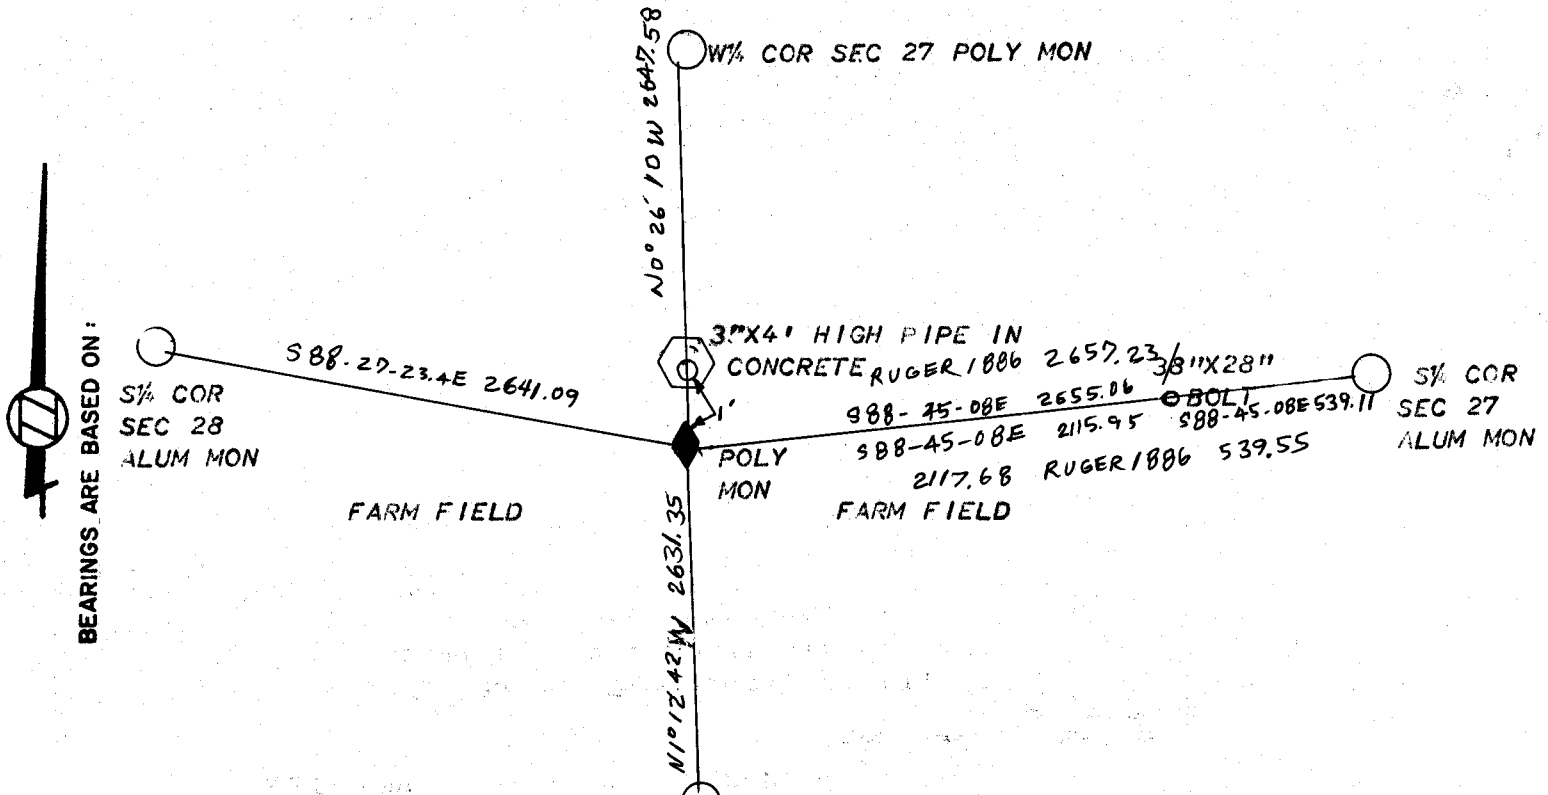 W¼ COR SEC 27 POLY MON
N0° 26' 10 W 2647.58
BEARINGS ARE BASED ON:
S¼ COR
SEC 28
ALUM MON
S 88-27-23.4E 2641.09
3"X4' HIGH PIPE IN
CONCRETE
1'
POLY
MON
RUGER 1886 2657.23
S88-45-08E 2655.06
3/8"X28"
BOLT
S88-45-08E 2115.95
S88-45-08E 539.11
2117.68 RUGER 1886 539.55
S¼ COR
SEC 27
ALUM MON
FARM FIELD
FARM FIELD
N1°12.42 W 2631.35